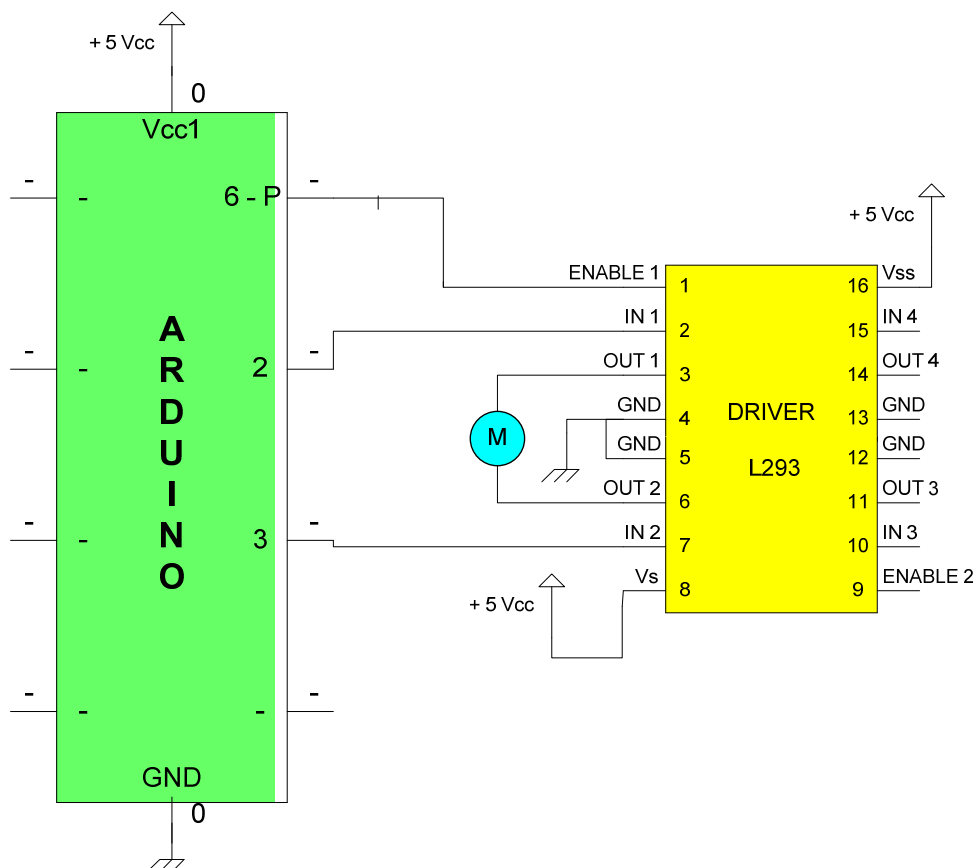 + 5 Vcc
0
Vcc1
-
-
6 - P
-
+ 5 Vcc
ENABLE 1
1
16
Vss
IN 1
2
15
IN 4
ARDUINO
-
-
2
-
OUT 1
3
14
OUT 4
GND
4
DRIVER
13
GND
M
GND
5
L293
12
GND
OUT 2
6
11
OUT 3
-
-
3
-
IN 2
7
10
IN 3
Vs
8
9
ENABLE 2
+ 5 Vcc
-
-
-
-
GND
0